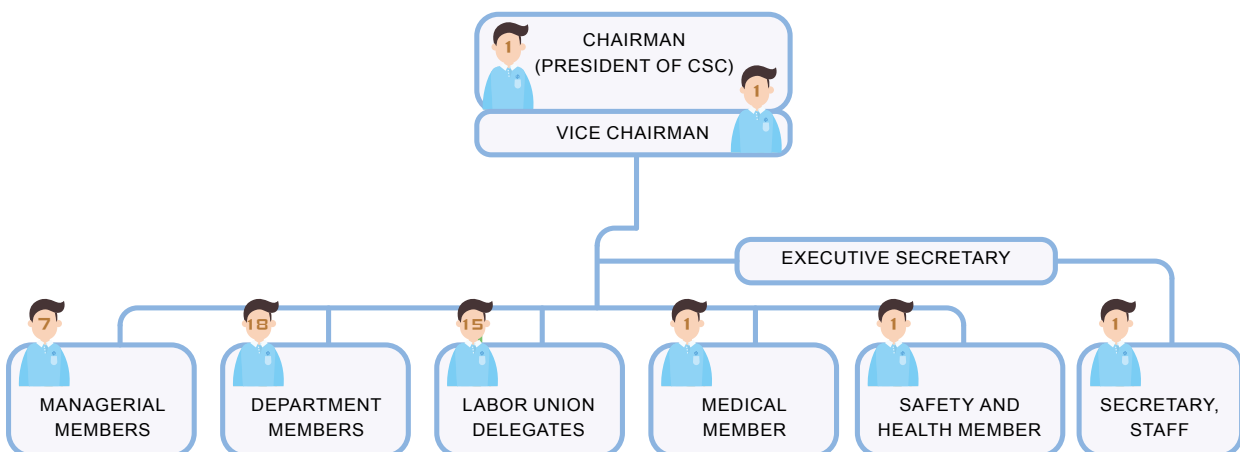 1
CHAIRMAN
(PRESIDENT OF CSC)
1
VICE CHAIRMAN
EXECUTIVE SECRETARY
7
MANAGERIAL
MEMBERS
18
DEPARTMENT
MEMBERS
15
LABOR UNION
DELEGATES
1
MEDICAL
MEMBER
1
SAFETY AND
HEALTH MEMBER
1
SECRETARY,
STAFF